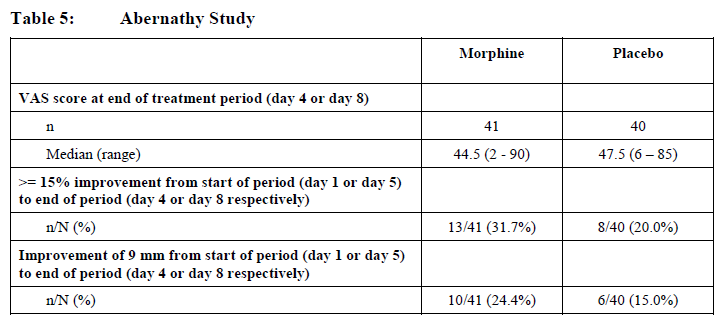 Table 5: Abernathy Study
Morphine Placebo
VAS score at end of treatment period (day 4 or day 8)
n 41 40
Median (range) 44.5 (2 - 90) 47.5 (6 – 85)
>= 15% improvement from start of period (day 1 or day 5)
to end of period (day 4 or day 8 respectively)
n/N (%) 13/41 (31.7%) 8/40 (20.0%)
Improvement of 9 mm from start of period (day 1 or day 5)
to end of period (day 4 or day 8 respectively)
n/N (%) 10/41 (24.4%) 6/40 (15.0%)